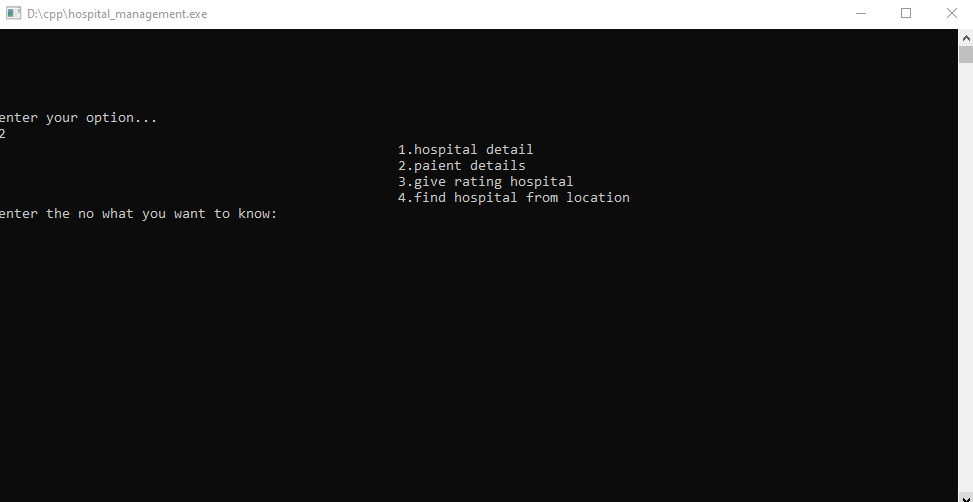 D:\cpp\hospital_management.exe
enter your option...
2
1.hospital detail
2.paient details
3.give rating hospital
4.find hospital from location
enter the no what you want to know: